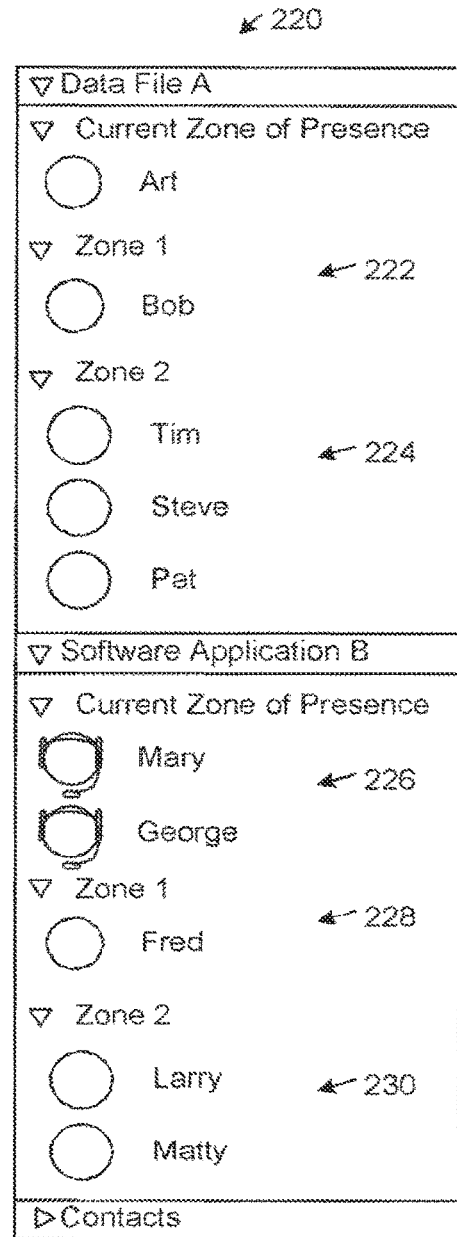 220
Data File A
Current Zone of Presence
Art
Zone 1
222
Bob
Zone 2
Tim
224
Steve
Pat
Software Application B
Current Zone of Presence
Mary
226
George
Zone 1
228
Fred
Zone 2
Larry
230
Matty
Contacts